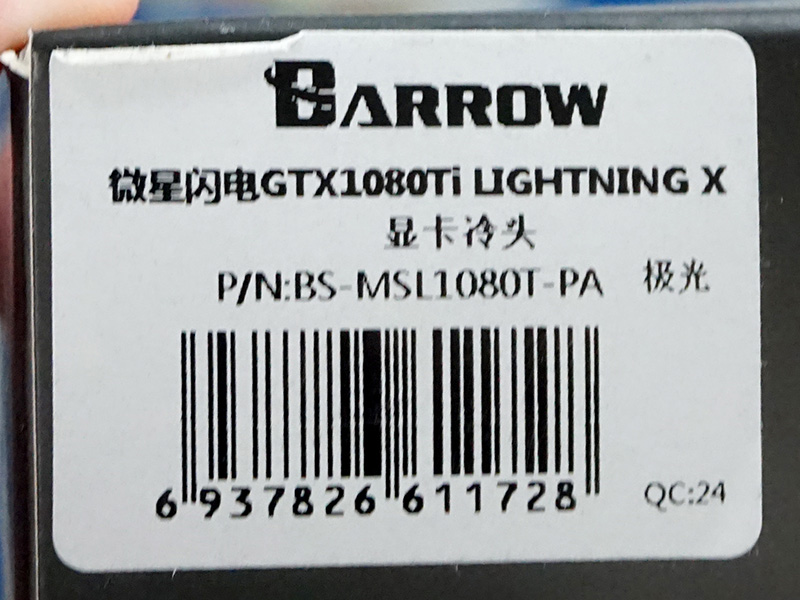 BARROW
微星闪电GTX1080Ti LIGHTNING X
显卡冷头
P/N:BS-MSL1080T-PA 极光
6 937826 611728
QC:24